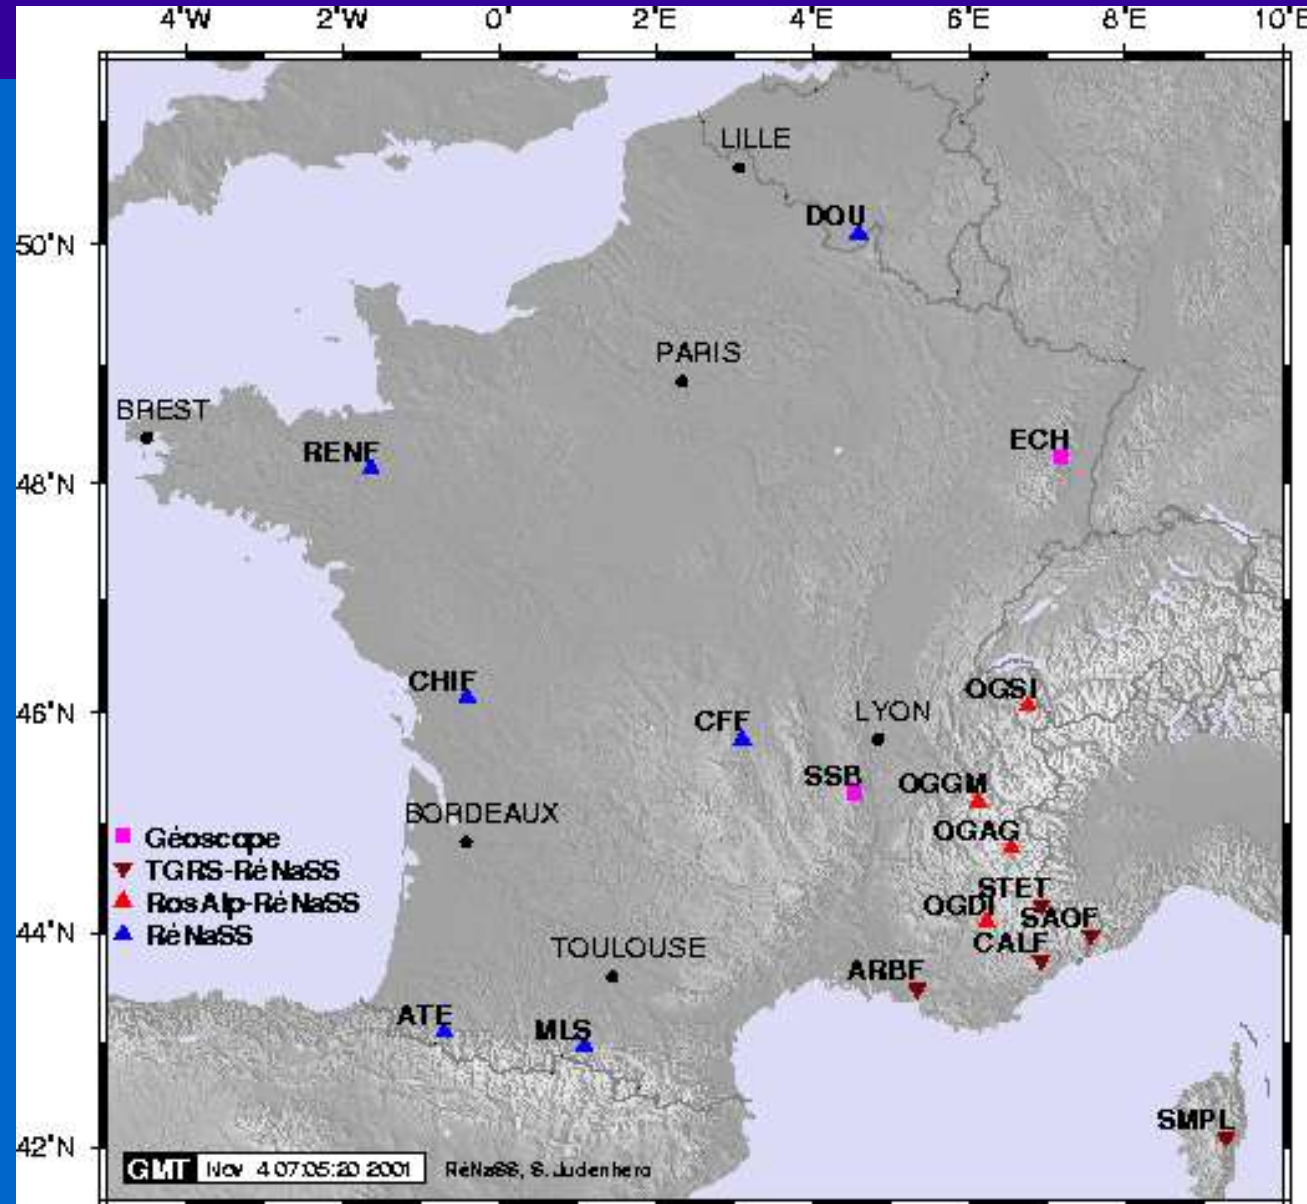 4°W 2°W 0° 2°E 4°E 6°E 8°E 10°E
LILLE
DOU
50°N
PARIS
BREST
RENF
ECH
48°N
CHIF
OGSI
46°N
CFF
LYON
SSB
OGGM
BORDEAUX
OGAG
Géoscope
TGRS-RéNaSS
STET
RosAlp-RéNaSS
OGDI
SAOF
RéNaSS
44°N
CALF
TOULOUSE
ARBF
ATE
MLS
SMPL
42°N
GMT Nov 4 07:05:20 2001 RéNaSS, S. Judenherc